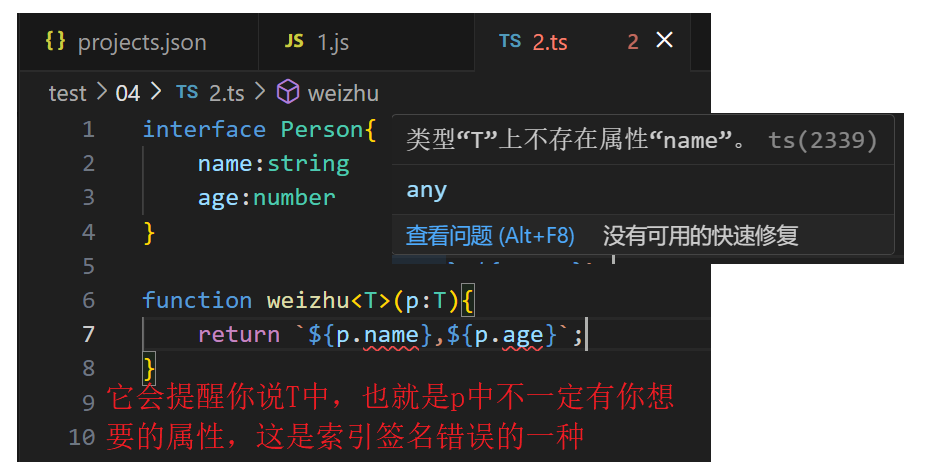 {} projects.json JS 1.js TS 2.ts 2 ×
test > 04 > TS 2.ts > weizhu
1 interface Person{
2 name:string
3 age:number
4 }
5
6 function weizhu<T>(p:T){
7 return `${p.name},${p.age}`;
8 }
9
10
类型“T”上不存在属性“name”。 ts(2339)
any
查看问题 (Alt+F8) 没有可用的快速修复
它会提醒你说T中，也就是p中不一定有你想
要的属性，这是索引签名错误的一种